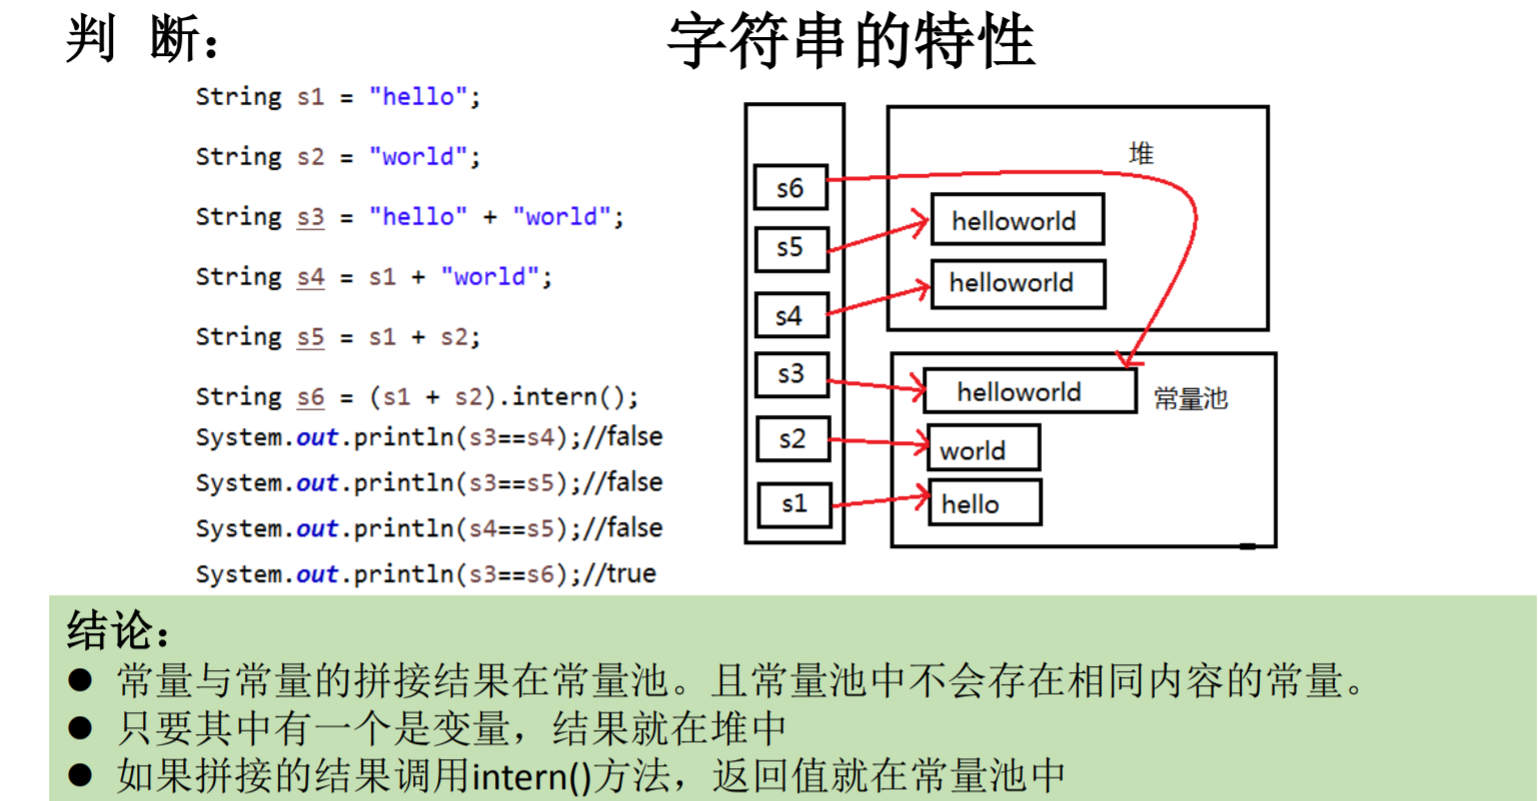 判 断：
字符串的特性
String s1 = "hello";
String s2 = "world";
String s3 = "hello" + "world";
String s4 = s1 + "world";
String s5 = s1 + s2;
String s6 = (s1 + s2).intern();
System.out.println(s3==s4);//false
System.out.println(s3==s5);//false
System.out.println(s4==s5);//false
System.out.println(s3==s6);//true
s6
s5
s4
s3
s2
s1
堆
helloworld
helloworld
helloworld
常量池
world
hello
结论：
● 常量与常量的拼接结果在常量池。且常量池中不会存在相同内容的常量。
● 只要其中有一个是变量，结果就在堆中
● 如果拼接的结果调用intern()方法，返回值就在常量池中